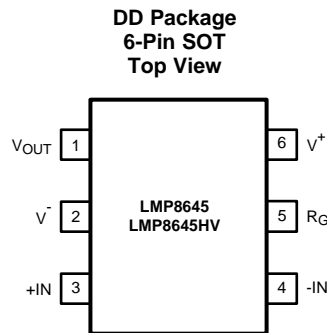 DD Package
6-Pin SOT
Top View
VOUT 1
6 V+
V- 2
LMP8645
LMP8645HV
5 RG
+IN 3
4 -IN